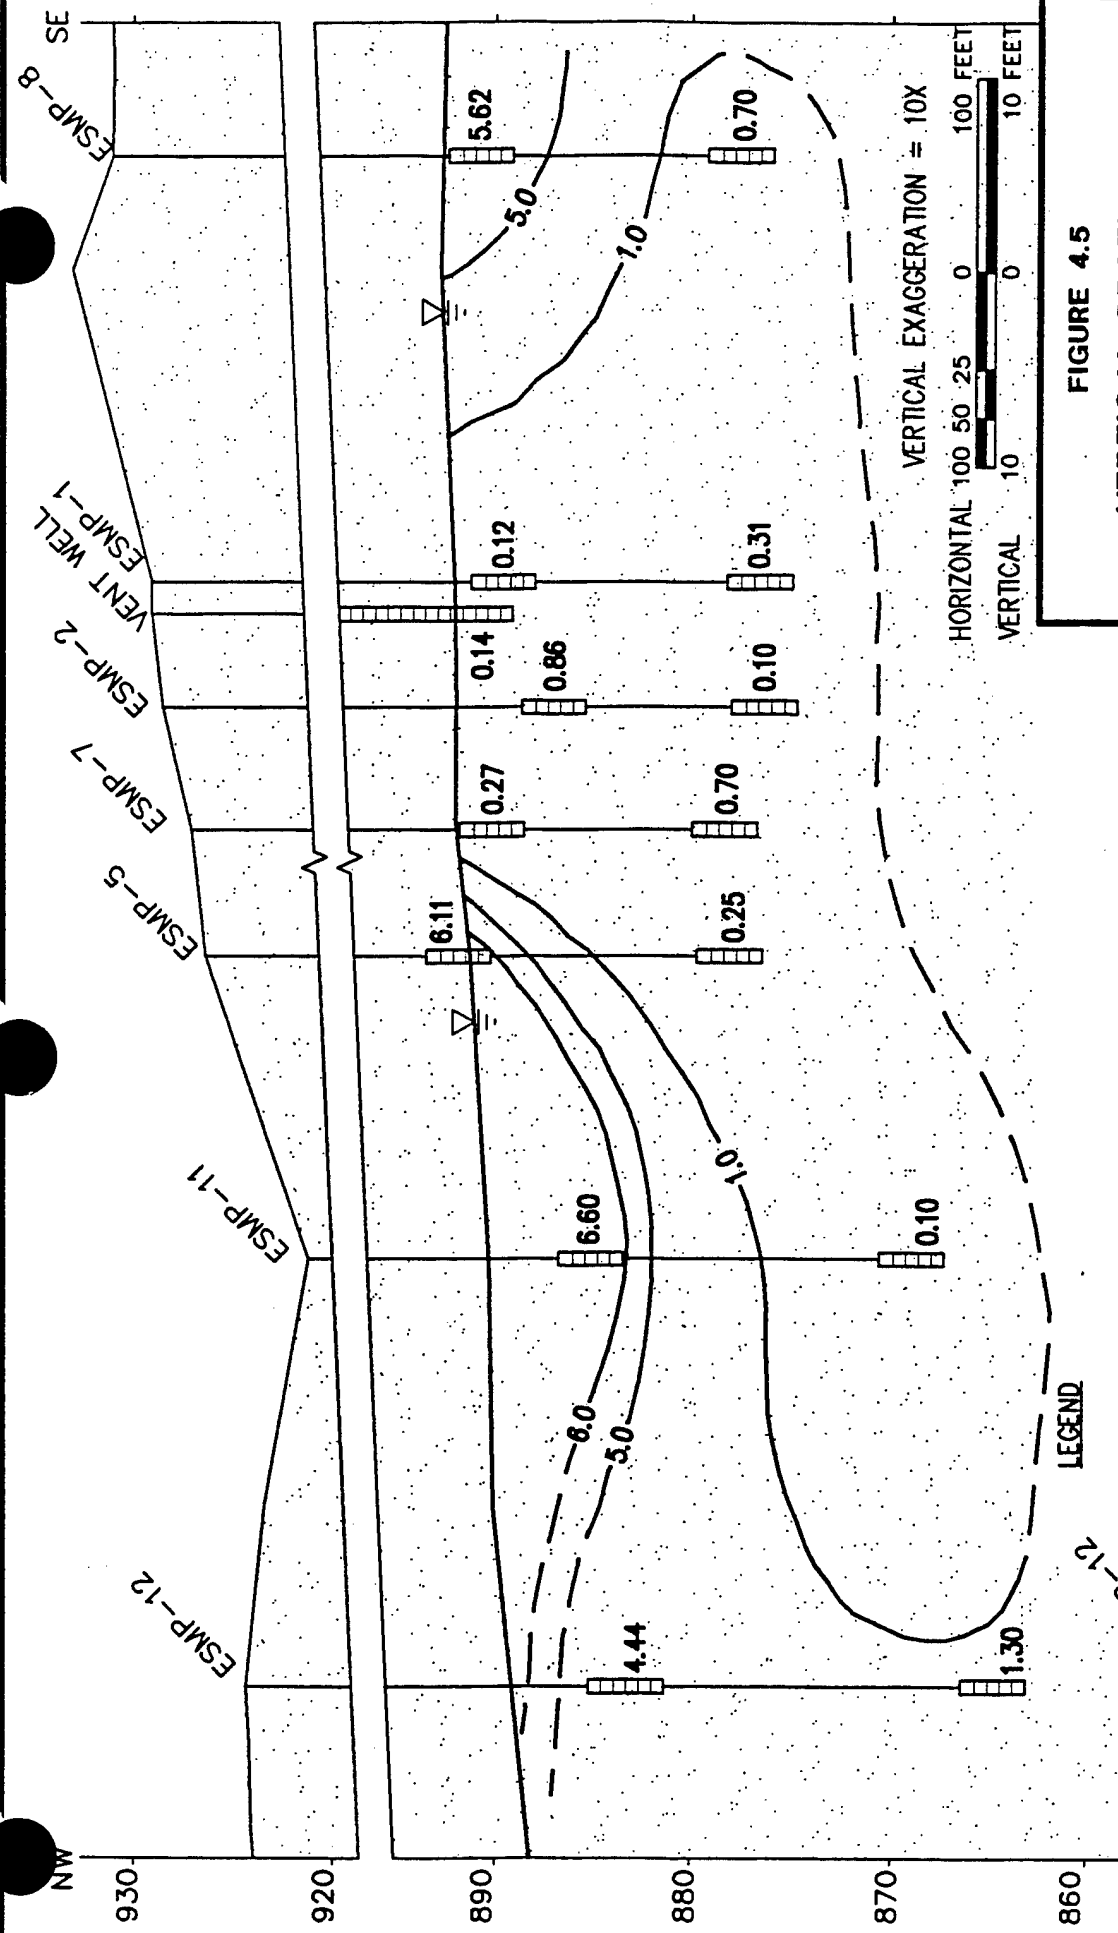 NW
SE
ESMP-12
ESMP-11
ESMP-5
ESMP-7
ESMP-2
VENT WELL
ESMP-1
ESMP-8
930
920
890
880
870
860
4.44
1.30
6.60
0.10
6.11
0.25
0.27
0.70
0.86
0.10
0.14
0.12
0.31
5.62
0.70
6.0
5.0
1.0
5.0
1.0
VERTICAL EXAGGERATION = 10X
HORIZONTAL 100 50 25 0 100 FEET
VERTICAL 10 0 10 FEET
LEGEND
FIGURE 4.5